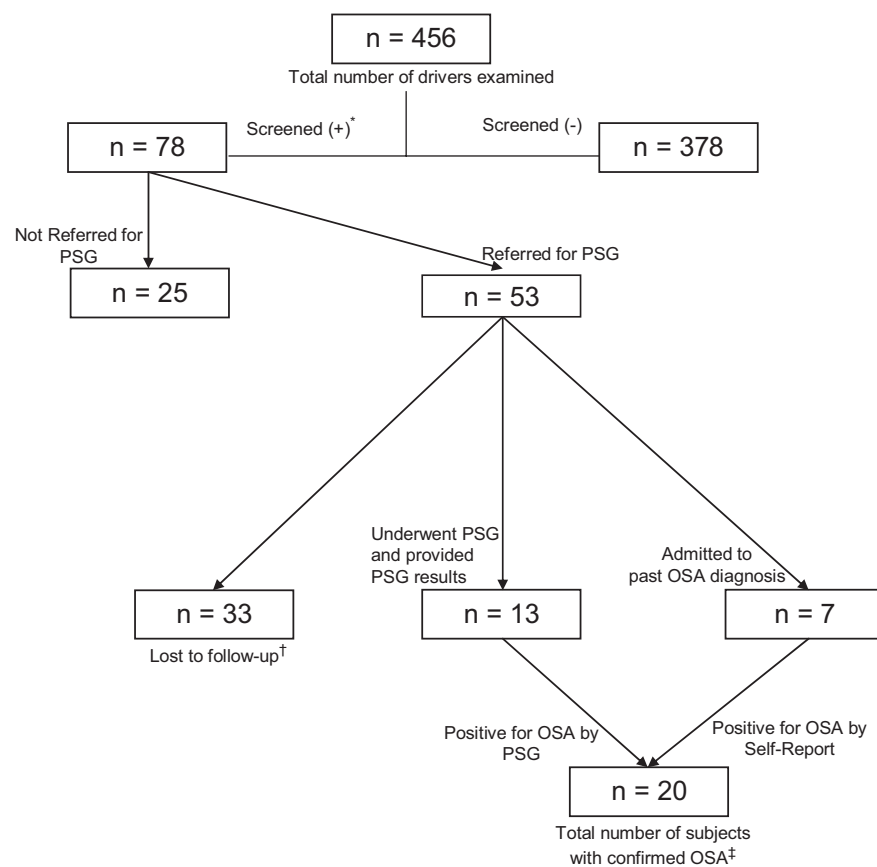 n = 456
Total number of drivers examined
Screened (+)*
Screened (-)
n = 78
n = 378
Not Referred for
PSG
Referred for PSG
n = 25
n = 53
Underwent PSG
and provided
PSG results
Admitted to
past OSA diagnosis
n = 33
n = 13
n = 7
Lost to follow-up†
Positive for OSA by
PSG
Positive for OSA by
Self-Report
n = 20
Total number of subjects
with confirmed OSA‡